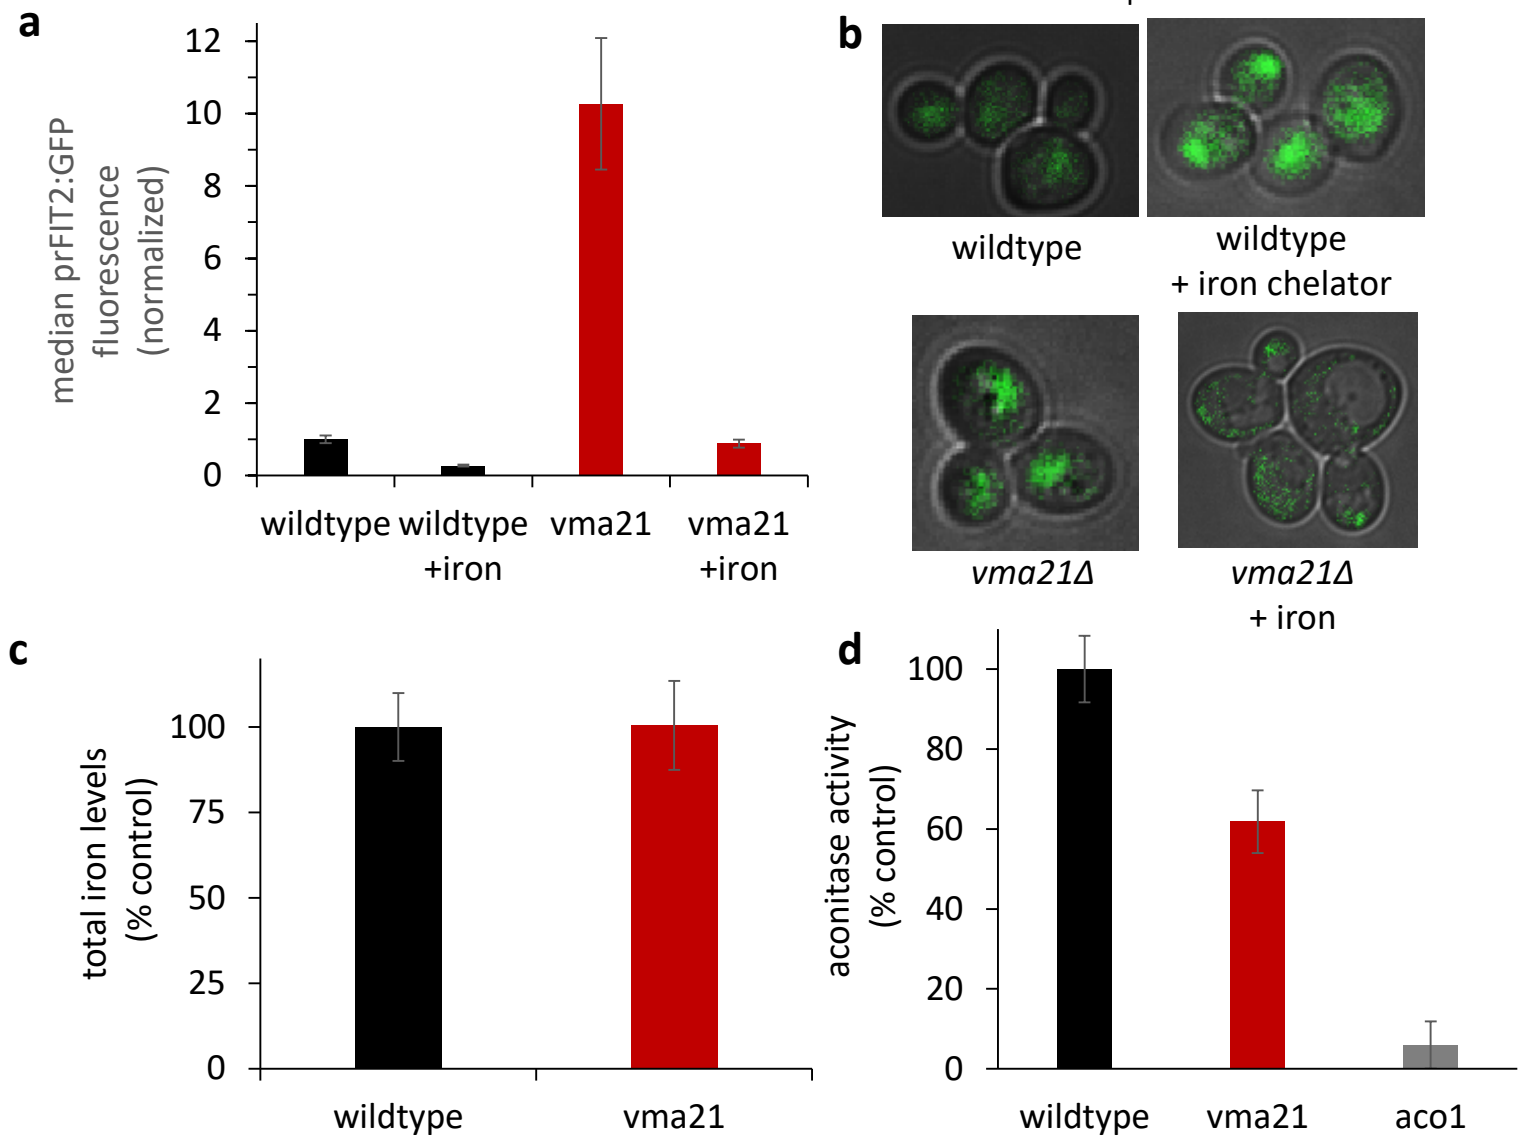 a
median prFIT2:GFP
fluorescence
(normalized)
12
10
8
6
4
2
0
wildtype wildtype vma21 vma21
+iron +iron
b
wildtype
wildtype
+ iron chelator
vma21Δ
vma21Δ
+ iron
c
total iron levels
(% control)
100
75
50
25
0
wildtype vma21
d
aconitase activity
(% control)
100
80
60
40
20
0
wildtype vma21 aco1